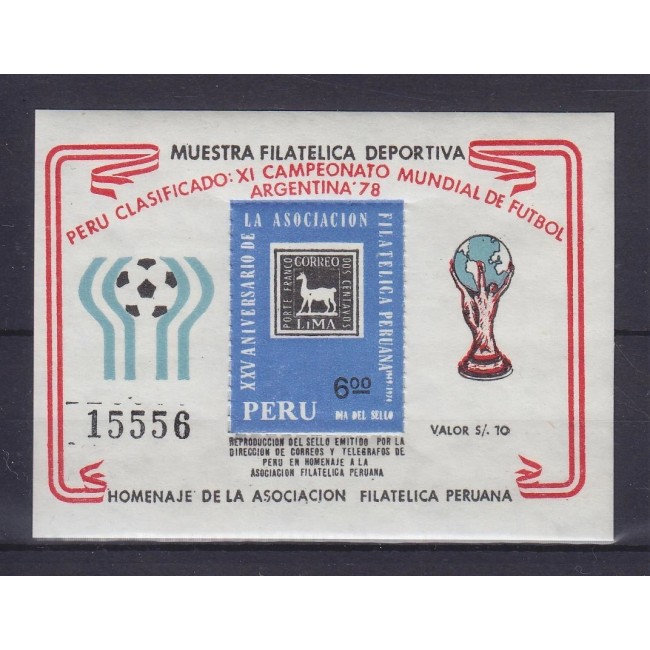 MUESTRA FILATELICA DEPORTIVA
PERU CLASIFICADO: XI CAMPEONATO MUNDIAL DE FUTBOL
ARGENTINA'78
XXV ANIVERSARIO DE
LA ASOCIACION
FILATELICA PERUANA 1949-1974
PORTE FRANCO
CORREO
DOS CENTAVOS
LIMA
6.00
PERU
DIA DEL SELLO
15556
VALOR S/. 10
REPRODUCCION DEL SELLO EMITIDO POR LA
DIRECCION DE CORREOS Y TELEGRAFOS DE
PERU EN HOMENAJE A LA
ASOCIACION FILATELICA PERUANA
HOMENAJE DE LA ASOCIACION FILATELICA PERUANA